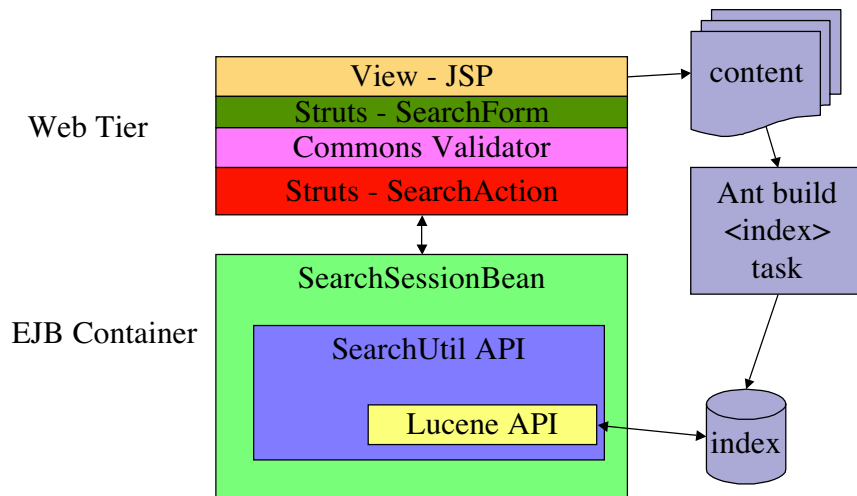 View - JSP
Struts - SearchForm
Commons Validator
Struts - SearchAction
Web Tier
content
Ant build
<index>
task
SearchSessionBean
EJB Container
SearchUtil API
Lucene API
index